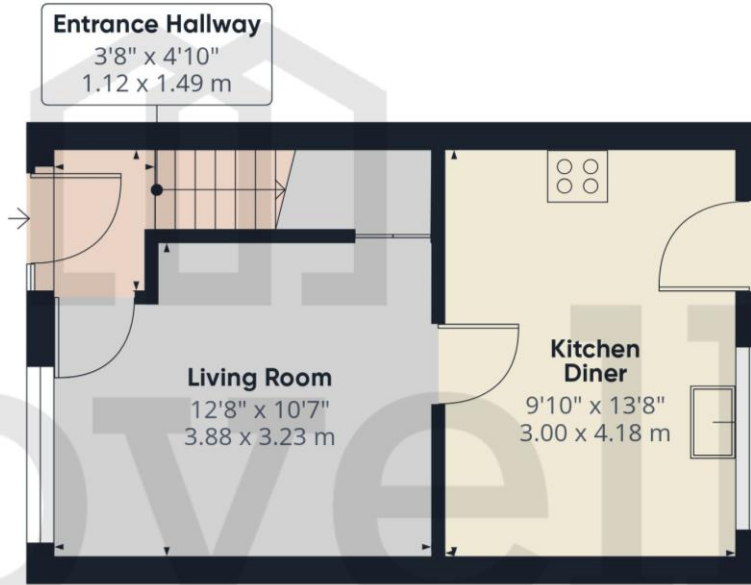 Entrance Hallway
3'8" x 4'10"
1.12 x 1.49 m
Living Room
12'8" x 10'7"
3.88 x 3.23 m
Kitchen
Diner
9'10" x 13'8"
3.00 x 4.18 m